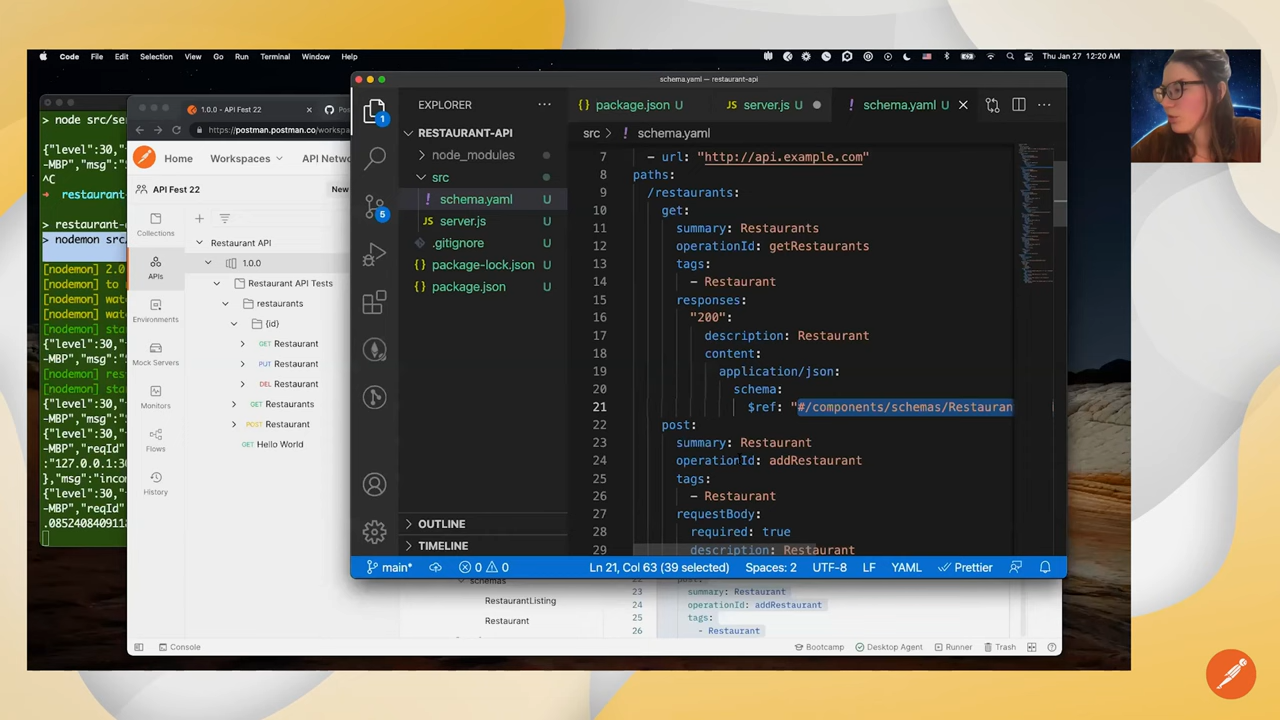 Code File Edit Selection View Go Run Terminal Window Help
Thu Jan 27 12:20 AM
schema.yaml — restaurant-api
> node src/se
{"level":30,
-MBP","msg":
^C
restaurant
> restaurant-
> nodemon src/
[nodemon] 2.0
[nodemon] to
[nodemon] wat
[nodemon] wat
[nodemon] sta
{"level":30,
-MBP","msg":
[nodemon] res
[nodemon] sta
{"level":30,
-MBP","msg":
{"level":30,
-MBP","reqId
"127.0.0.1:
},"msg":"inco
{"level":30,
-MBP","reqId"
.085240840911
1.0.0 - API Fest 22
https://postman.postman.co/workspa
Home Workspaces API Netw
API Fest 22 New
Collections
APIs
Environments
Mock Servers
Monitors
Flows
History
Restaurant API
1.0.0
Restaurant API Tests
restaurants
{id}
GET Restaurant
PUT Restaurant
DEL Restaurant
GET Restaurants
POST Restaurant
GET Hello World
EXPLORER
RESTAURANT-API
node_modules
src
schema.yaml U
server.js U
.gitignore U
package-lock.json U
package.json U
OUTLINE
TIMELINE
1
5
package.json U
server.js U
schema.yaml U
src > schema.yaml
7 - url: "http://api.example.com"
8 paths:
9 /restaurants:
10 get:
11 summary: Restaurants
12 operationId: getRestaurants
13 tags:
14 - Restaurant
15 responses:
16 "200":
17 description: Restaurant
18 content:
19 application/json:
20 schema:
21 $ref: "#/components/schemas/Restauran
22 post:
23 summary: Restaurant
24 operationId: addRestaurant
25 tags:
26 - Restaurant
27 requestBody:
28 required: true
29 description: Restaurant
main* 0 0 Ln 21, Col 63 (39 selected) Spaces: 2 UTF-8 LF YAML Prettier
schemas
RestaurantListing
Restaurant
23 summary: Restaurant
24 operationId: addRestaurant
25 tags:
26 - Restaurant
Console Bootcamp Desktop Agent Runner Trash